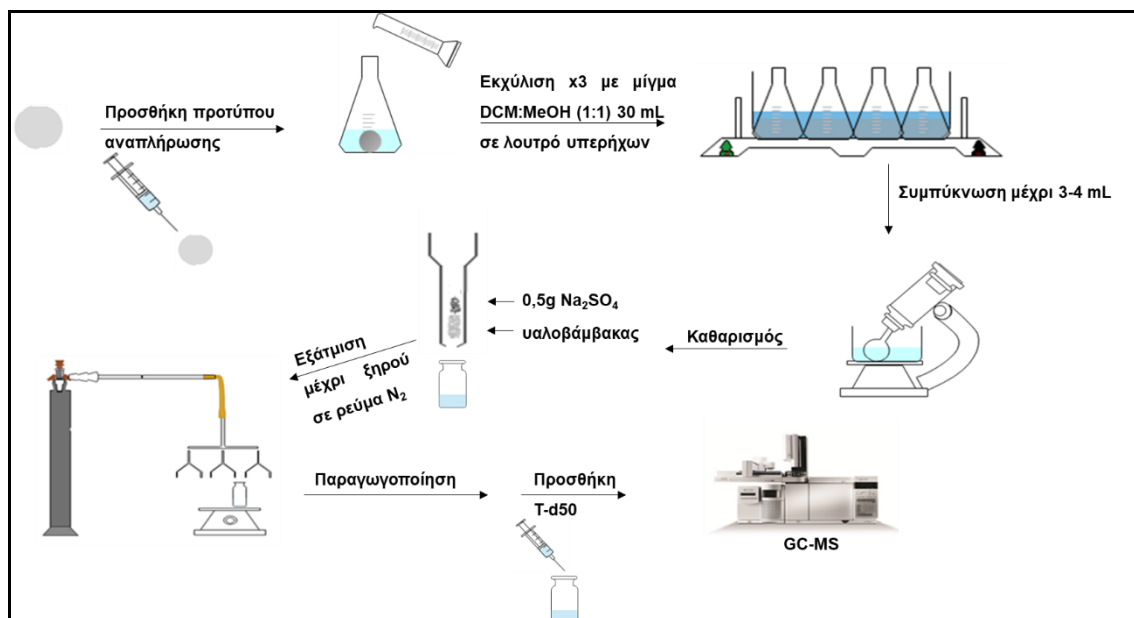 Προσθήκη προτύπου
αναπλήρωσης
Εκχύλιση x3 με μίγμα
DCM:MeOH (1:1) 30 mL
σε λουτρό υπερήχων
Συμπύκνωση μέχρι 3-4 mL
Καθαρισμός
0,5g Na₂SO₄
υαλοβάμβακας
Εξάτμιση
μέχρι ξηρού
σε ρεύμα N₂
Παραγωγοποίηση
Προσθήκη
T-d50
GC-MS